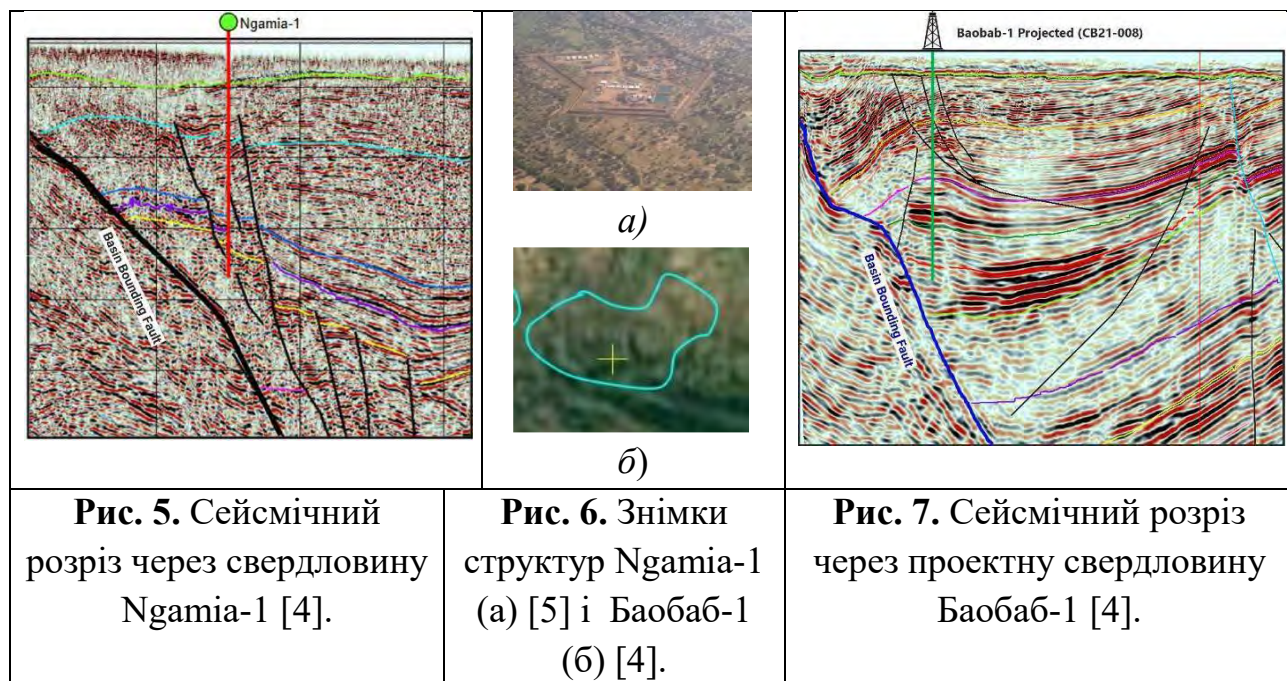 Ngamia-1
Basin Bounding Fault
а)
б)
Baobab-1 Projected (CB21-008)
Basin Bounding Fault
Рис. 5. Сейсмічний
розріз через свердловину
Ngamia-1 [4].
Рис. 6. Знімки
структур Ngamia-1
(а) [5] і Баобаб-1
(б) [4].
Рис. 7. Сейсмічний розріз
через проектну свердловину
Баобаб-1 [4].